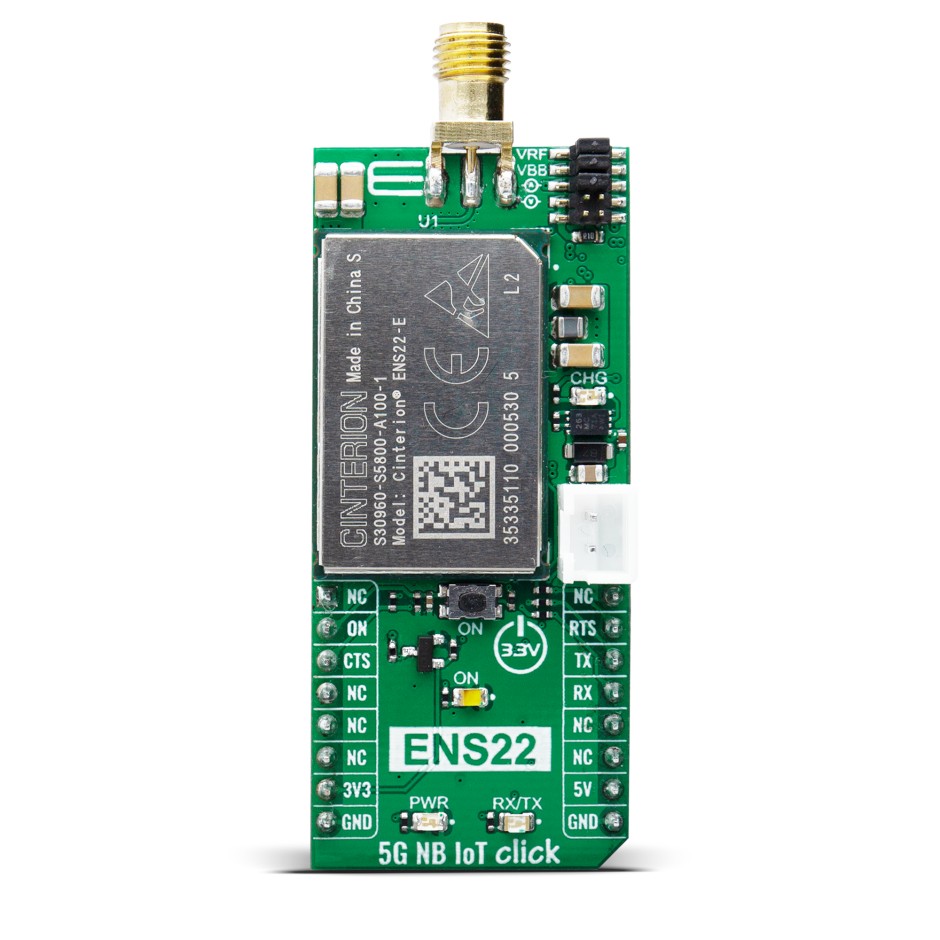 VRF
VBB
U1
CINTERION Made in China S
S30960-S5800-A100-1
Model: Cinterion® ENS22-E
CE
35335110 000530 5
L2
CHG
NC
ON
CTS
NC
NC
NC
3V3
GND
ON
3.3V
ON
ENS22
PWR
RX/TX
NC
RTS
TX
RX
NC
NC
5V
GND
5G NB IoT click